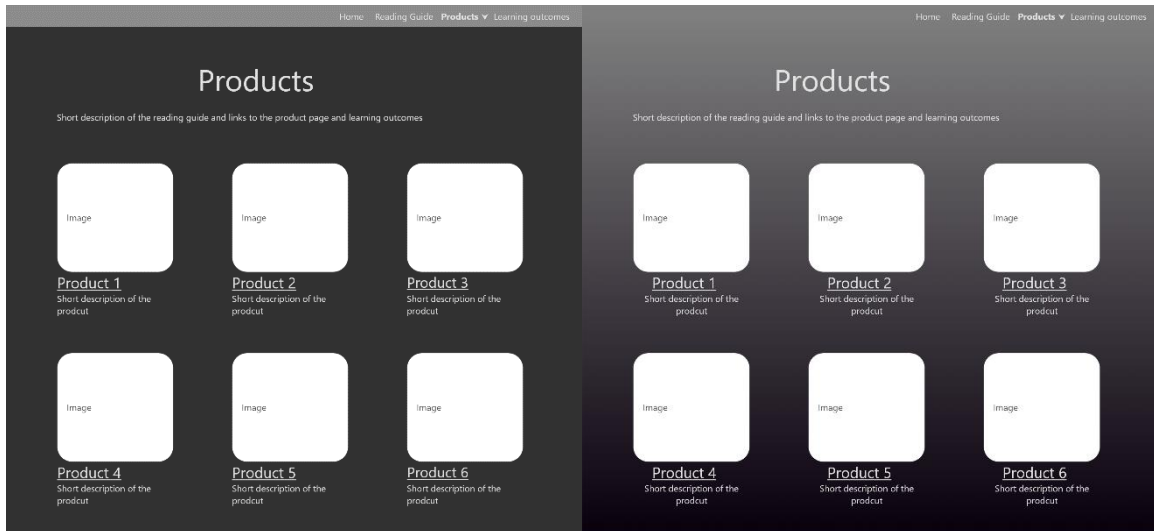 Home Reading Guide Products Learning outcomes
Products
Short description of the reading guide and links to the product page and learning outcomes
Image Image Image
Product 1 Product 2 Product 3
Short description of the Short description of the Short description of the
prodcut prodcut prodcut
Image Image Image
Product 4 Product 5 Product 6
Short description of the Short description of the Short description of the
prodcut prodcut prodcut
Home Reading Guide Products Learning outcomes
Products
Short description of the reading guide and links to the product page and learning outcomes
Image Image Image
Product 1 Product 2 Product 3
Short description of the Short description of the Short description of the
prodcut prodcut prodcut
Image Image Image
Product 4 Product 5 Product 6
Short description of the Short description of the Short description of the
prodcut prodcut prodcut